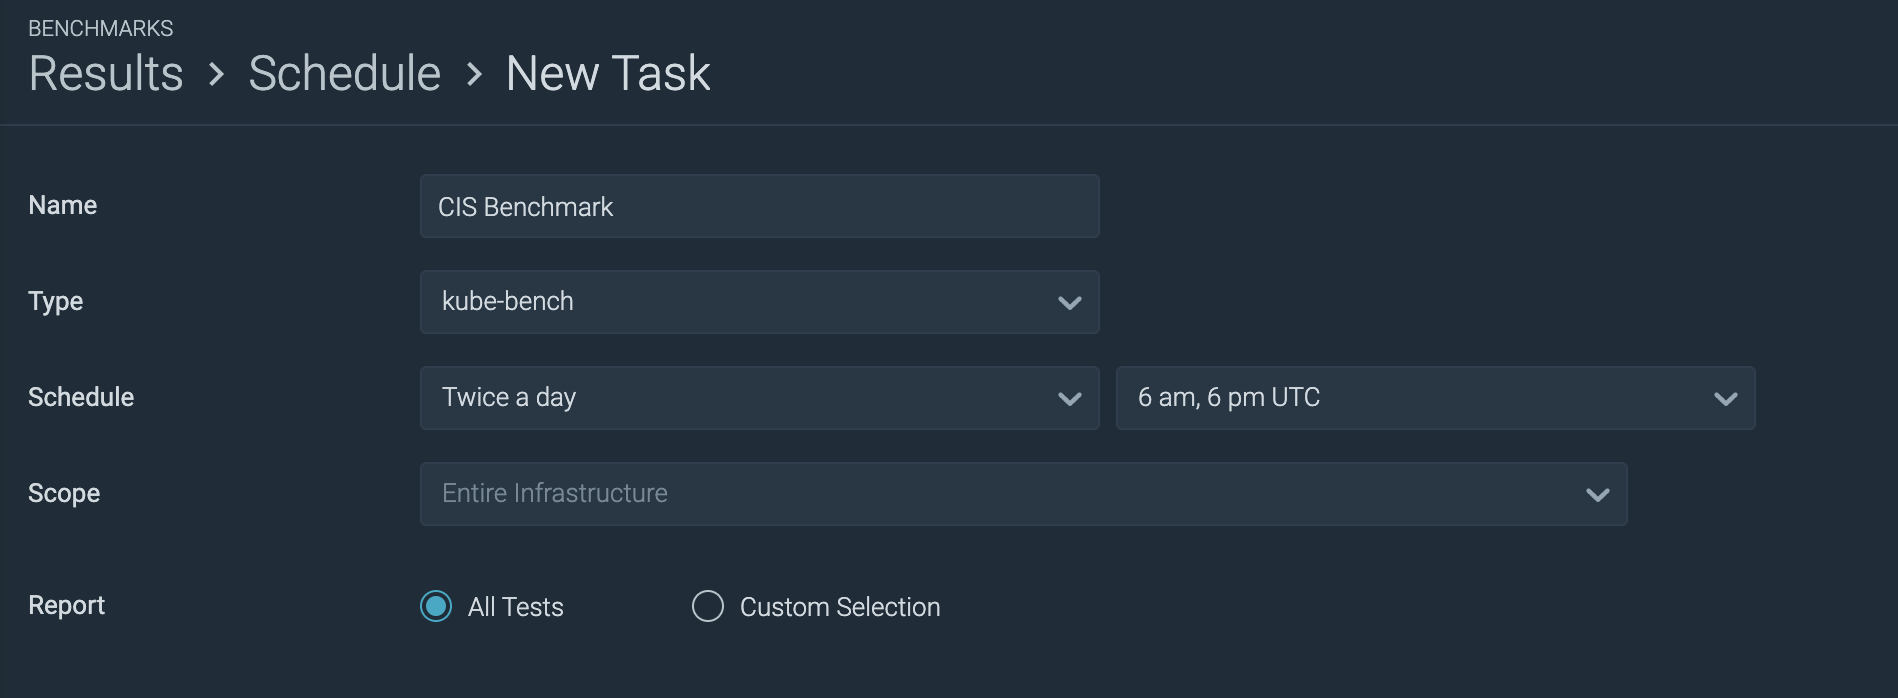 BENCHMARKS
Results > Schedule > New Task
Name
CIS Benchmark
Type
kube-bench
Schedule
Twice a day
6 am, 6 pm UTC
Scope
Entire Infrastructure
Report
All Tests
Custom Selection